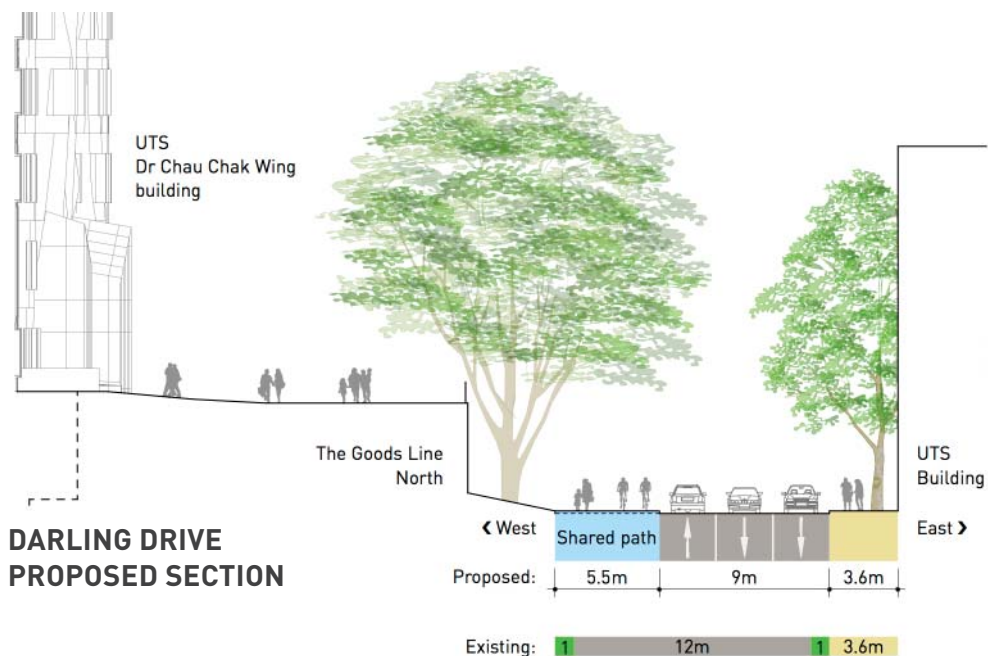 UTS
Dr Chau Chak Wing
building
The Goods Line
North
UTS
Building
‹ West
Shared path
East ›
DARLING DRIVE
PROPOSED SECTION
Proposed: 5.5m 9m 3.6m
Existing: 1 12m 1 3.6m